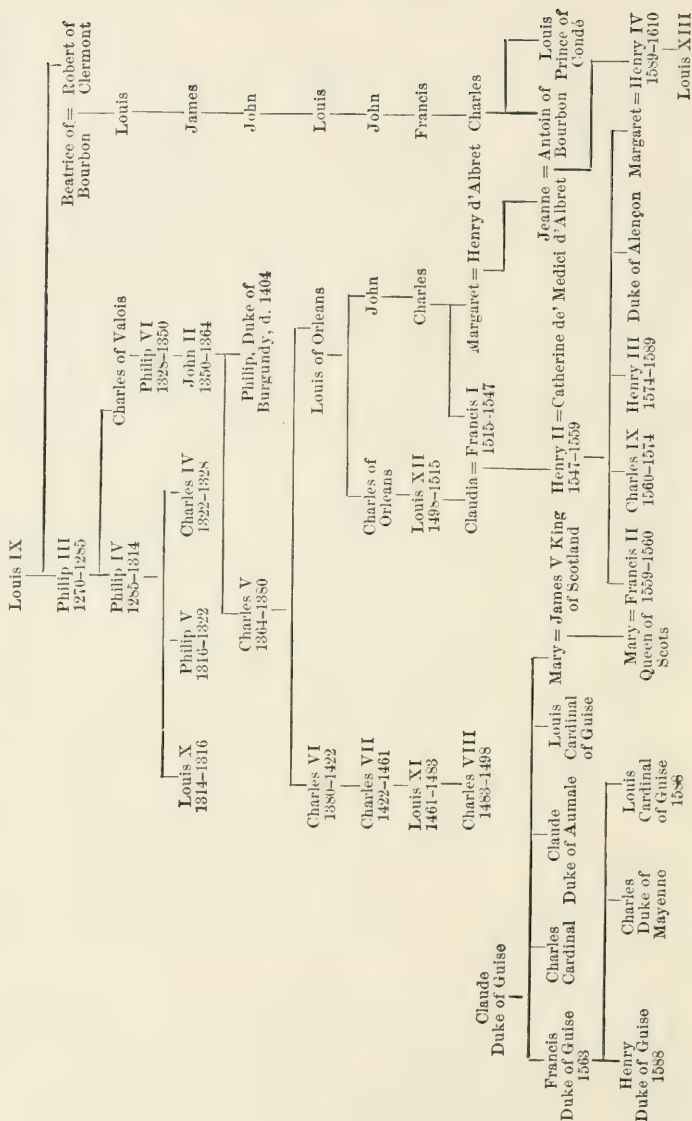 Louis IX
Philip III
1270–1285
Beatrice of = Robert of
Bourbon Clermont
Philip IV
1285–1314
Charles of Valois
Louis
Louis X
1314–1316
Philip V
1316–1322
Charles IV
1322–1328
Philip VI
1328–1350
James
John II
1350–1364
John
Charles V
1364–1380
Philip, Duke of
Burgundy, d. 1404
Louis
Charles VI
1380–1422
Louis of Orleans
John
Charles VII
1422–1461
Charles of
Orleans
John
Francis
Louis XI
1461–1483
Louis XII
1498–1515
Charles
Charles
Charles VIII
1483–1498
Claudia = Francis I
1515–1547
Margaret = Henry d'Albret
Claude
Duke of Guise
Francis
Duke of Guise
1563
Charles
Cardinal
Claude
Duke of Aumale
Louis
Cardinal
of Guise
Mary = James V King
of Scotland
Henry II = Catherine de' Medici
1547–1559
Jeanne = Antoin of
d'Albret Bourbon
Louis
Prince of
Condé
Henry
Duke of Guise
1588
Charles
Duke of
Mayenne
Louis
Cardinal
of Guise
1588
Mary = Francis II
Queen of 1559–1560
Scots
Charles IX
1560–1574
Henry III
1574–1589
Duke of Alençon
Margaret = Henry IV
1589–1610
Louis XIII